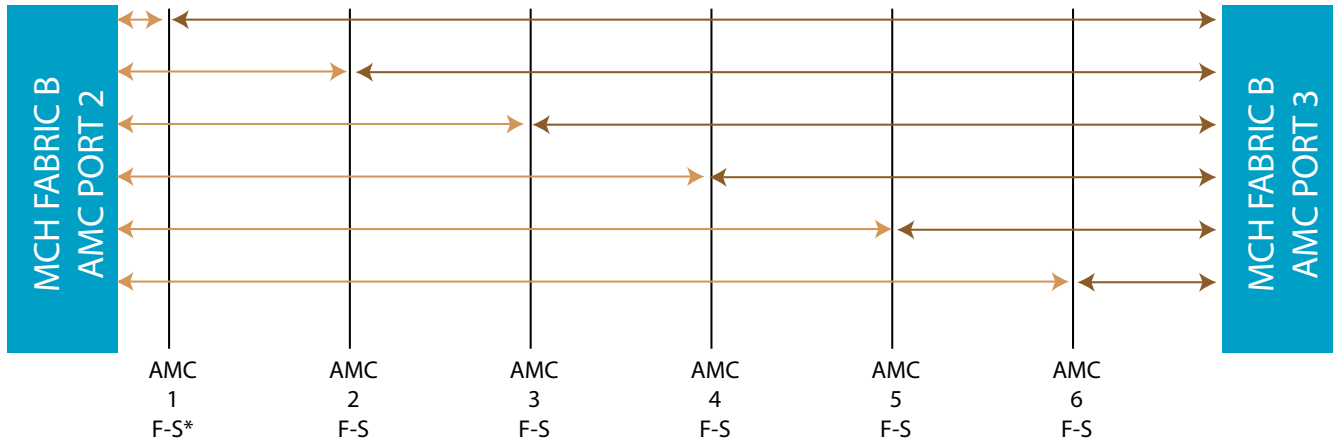 MCH FABRIC B
AMC PORT 2
MCH FABRIC B
AMC PORT 3
AMC
1
F-S*
AMC
2
F-S
AMC
3
F-S
AMC
4
F-S
AMC
5
F-S
AMC
6
F-S